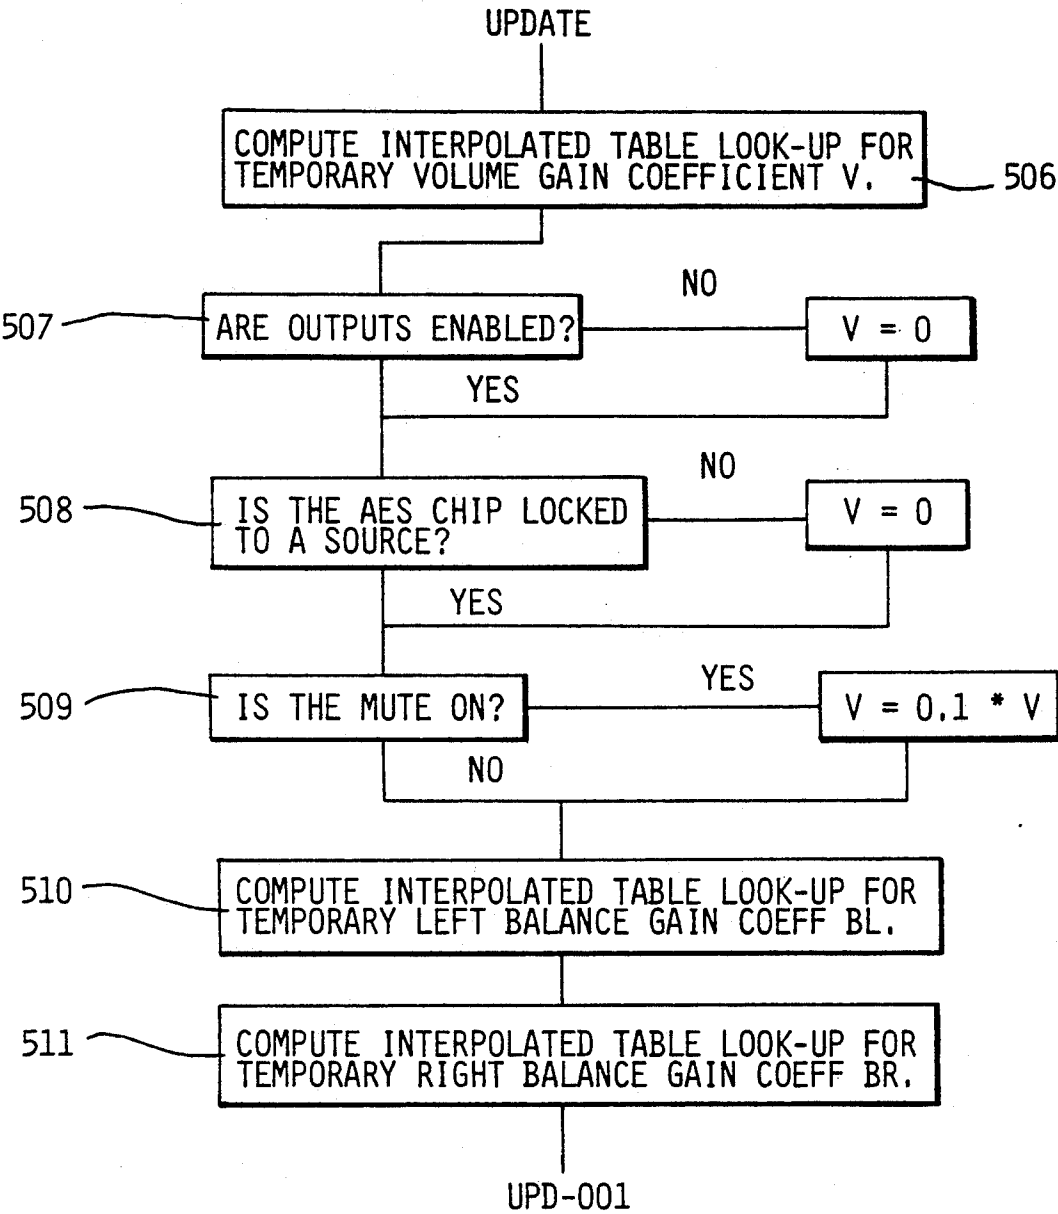 UPDATE
COMPUTE INTERPOLATED TABLE LOOK-UP FOR
TEMPORARY VOLUME GAIN COEFFICIENT V.
506
NO
507
ARE OUTPUTS ENABLED?
V = 0
YES
NO
508
IS THE AES CHIP LOCKED
TO A SOURCE?
V = 0
YES
YES
509
IS THE MUTE ON?
V = 0.1 * V
NO
510
COMPUTE INTERPOLATED TABLE LOOK-UP FOR
TEMPORARY LEFT BALANCE GAIN COEFF BL.
511
COMPUTE INTERPOLATED TABLE LOOK-UP FOR
TEMPORARY RIGHT BALANCE GAIN COEFF BR.
UPD-001